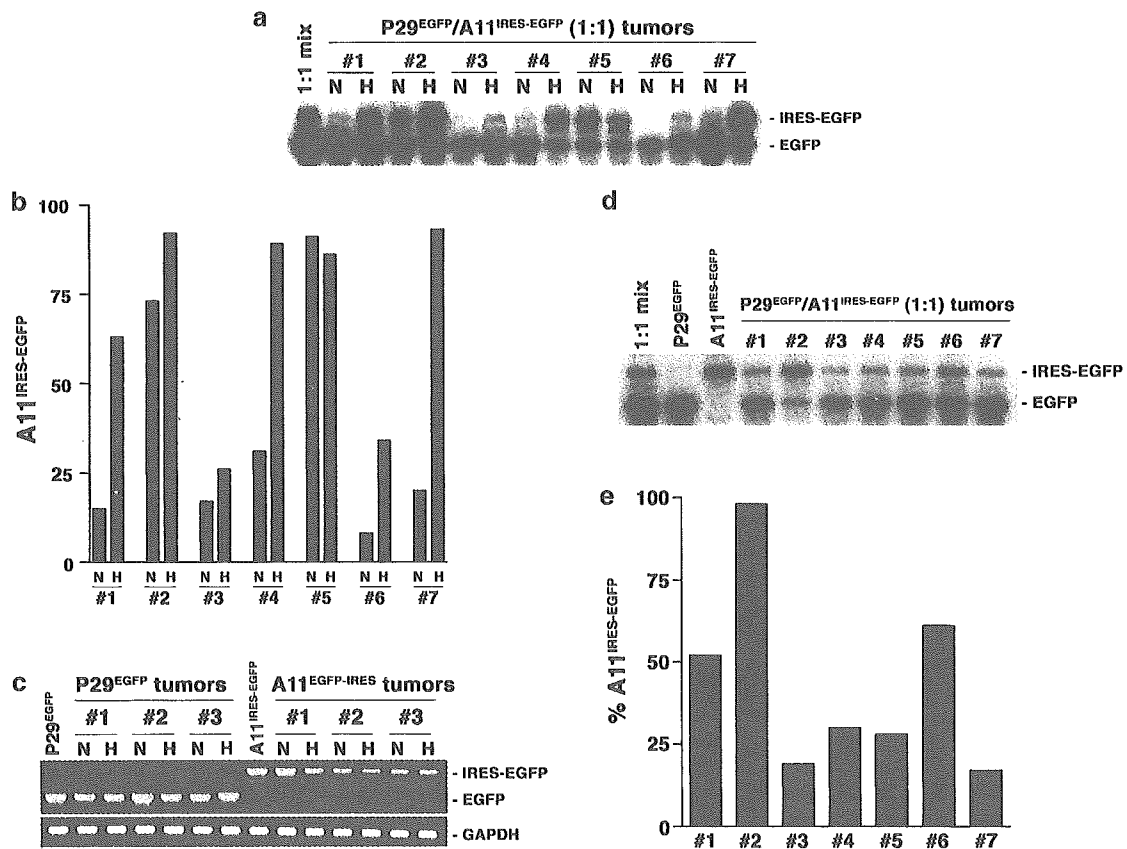 a
P29EGFP/A11IRES-EGFP (1:1) tumors
1:1 mix
#1 #2 #3 #4 #5 #6 #7
N H N H N H N H N H N H N H
- IRES-EGFP
- EGFP
b
100
75
50
25
0
A11IRES-EGFP
N H N H N H N H N H N H N H
#1 #2 #3 #4 #5 #6 #7
c
P29EGFP
P29EGFP tumors
#1 #2 #3
N H N H N H
A11IRES-EGFP
A11EGFP-IRES tumors
#1 #2 #3
N H N H N H
- IRES-EGFP
- EGFP
- GAPDH
d
1:1 mix
P29EGFP
A11IRES-EGFP
P29EGFP/A11IRES-EGFP (1:1) tumors
#1 #2 #3 #4 #5 #6 #7
- IRES-EGFP
- EGFP
e
100
75
50
25
0
% A11IRES-EGFP
#1 #2 #3 #4 #5 #6 #7